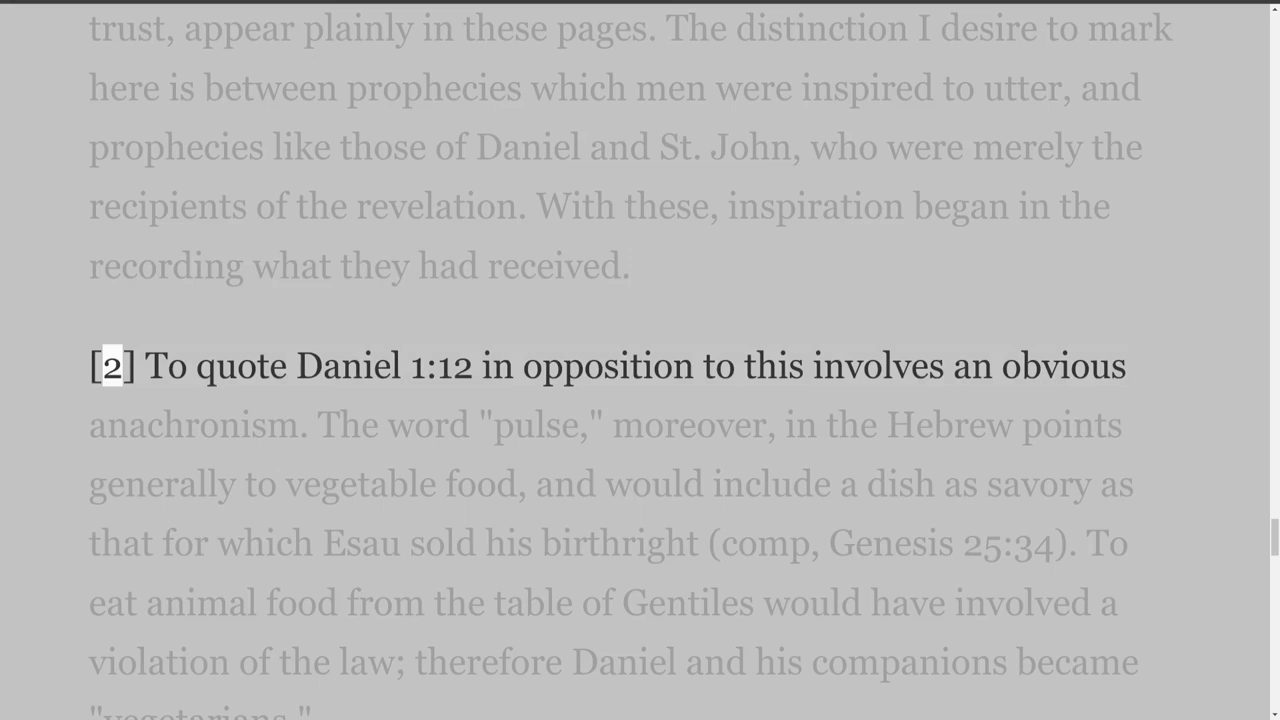 trust, appear plainly in these pages. The distinction I desire to mark
here is between prophecies which men were inspired to utter, and
prophecies like those of Daniel and St. John, who were merely the
recipients of the revelation. With these, inspiration began in the
recording what they had received.
[2] To quote Daniel 1:12 in opposition to this involves an obvious
anachronism. The word "pulse," moreover, in the Hebrew points
generally to vegetable food, and would include a dish as savory as
that for which Esau sold his birthright (comp, Genesis 25:34). To
eat animal food from the table of Gentiles would have involved a
violation of the law; therefore Daniel and his companions became
"vegetarians."